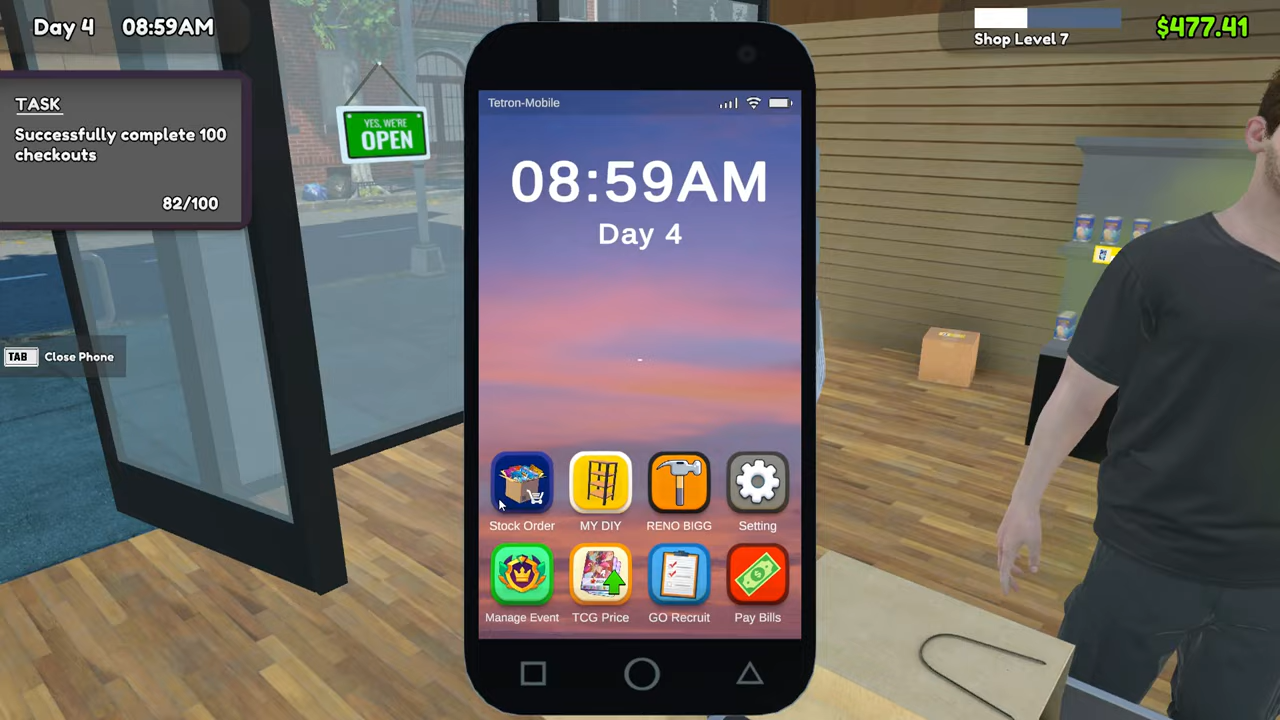 Day 4 08:59AM
Shop Level 7
$477.41
TASK
Successfully complete 100
checkouts
82/100
YES, WE'RE
OPEN
TAB Close Phone
Tetron-Mobile
08:59AM
Day 4
Stock Order
MY DIY
RENO BIGG
Setting
Manage Event
TCG Price
GO Recruit
Pay Bills